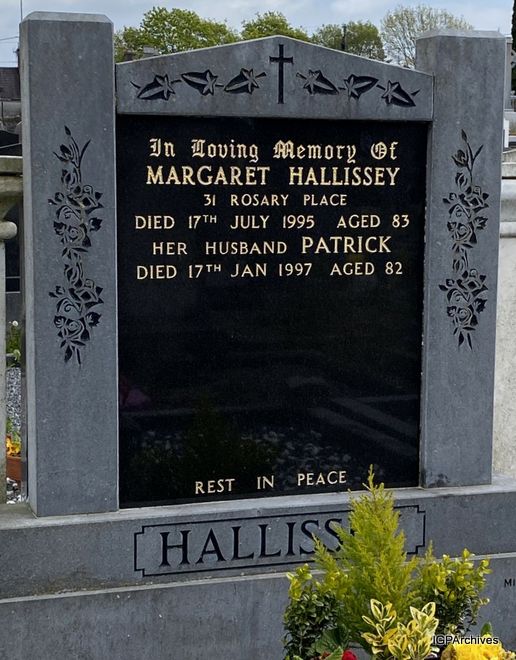 In Loving Memory Of
MARGARET HALLISSEY
31 ROSARY PLACE
DIED 17TH JULY 1995 AGED 83
HER HUSBAND PATRICK
DIED 17TH JAN 1997 AGED 82
REST IN PEACE
HALLISS
IGPArchives